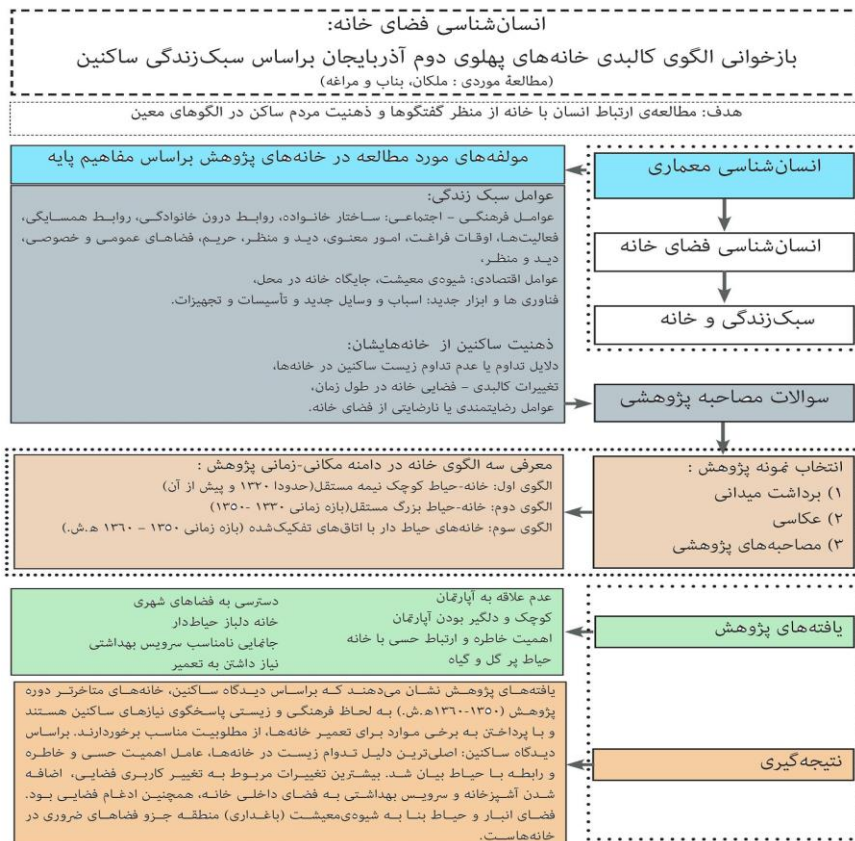 انسان‌شناسی فضای خانه:
بازخوانی الگوی کالبدی خانه‌های پهلوی دوم آذربایجان براساس سبک‌زندگی ساکنین
(مطالعهٔ موردی : ملکان، بناب و مراغه)
هدف: مطالعه‌ی ارتباط انسان با خانه از منظر گفتگوها و ذهنیت مردم ساکن در الگوهای معین
انسان‌شناسی معماری
انسان‌شناسی فضای خانه
سبک‌زندگی و خانه
مولفه‌های مورد مطالعه در خانه‌های پژوهش براساس مفاهیم پایه
عوامل سبک زندگی:
عوامل فرهنگی – اجتماعی: ساختار خانواده، روابط درون خانوادگی، روابط همسایگی،
فعالیت‌ها، اوقات فراغت، امور معنوی، دید و منظر، حریم، فضاهای عمومی و خصوصی،
دید و منظر،
عوامل اقتصادی: شیوه‌ی معیشت، جایگاه خانه در محل،
فناوری ها و ابزار جدید: اسباب و وسایل جدید و تأسیسات و تجهیزات.
ذهنیت ساکنین از خانه‌هایشان:
دلایل تداوم یا عدم تداوم زیست ساکنین در خانه‌ها،
تغییرات کالبدی – فضایی خانه در طول زمان،
عوامل رضایتمندی یا نارضایتی از فضای خانه.
سوالات مصاحبه پژوهشی
انتخاب نمونه پژوهش :
۱) برداشت میدانی
۲) عکاسی
۳) مصاحبه‌های پژوهشی
معرفی سه الگوی خانه در دامنه مکانی-زمانی پژوهش :
الگوی اول: خانه-حیاط کوچک نیمه مستقل(حدودا ۱۳۲۰ و پیش از آن)
الگوی دوم: خانه-حیاط بزرگ مستقل(بازه زمانی ۱۳۳۰ -۱۳۵۰)
الگوی سوم: خانه‌های حیاط دار با اتاق‌های تفکیک‌شده (بازه زمانی ۱۳۵۰ – ۱۳۶۰ ه.ش.)
یافته‌های پژوهش
عدم علاقه به آپارتمان
کوچک و دلگیر بودن آپارتمان
اهمیت خاطره و ارتباط حسی با خانه
حیاط پر گل و گیاه
دسترسی به فضاهای شهری
خانه دلباز حیاط‌دار
جانمایی نامناسب سرویس بهداشتی
نیاز داشتن به تعمیر
نتیجه‌گیری
یافته‌های پژوهش نشان می‌دهند که براساس دیدگاه ساکنین، خانه‌های متاخرتر دوره
پژوهش (۱۳۵۰-۱۳۶۰ه.ش.) به لحاظ فرهنگی و زیستی پاسخگوی نیازهای ساکنین هستند
و با پرداختن به برخی موارد برای تعمیر خانه‌ها، از مطلوبیت مناسب برخوردارند. براساس
دیدگاه ساکنین: اصلی‌ترین دلیل تدوام زیست در خانه‌ها، عامل اهمیت حسی و خاطره
و رابطه با حیاط بیان شد. بیشترین تغییرات مربوط به تغییر کاربری فضایی، اضافه
شدن آشپزخانه و سرویس بهداشتی به فضای داخلی خانه، همچنین ادغام فضایی بود.
فضای انبار و حیاط بنا به شیوه‌ی‌معیشت (باغداری) منطقه جزو فضاهای ضروری در
خانه‌هاست.